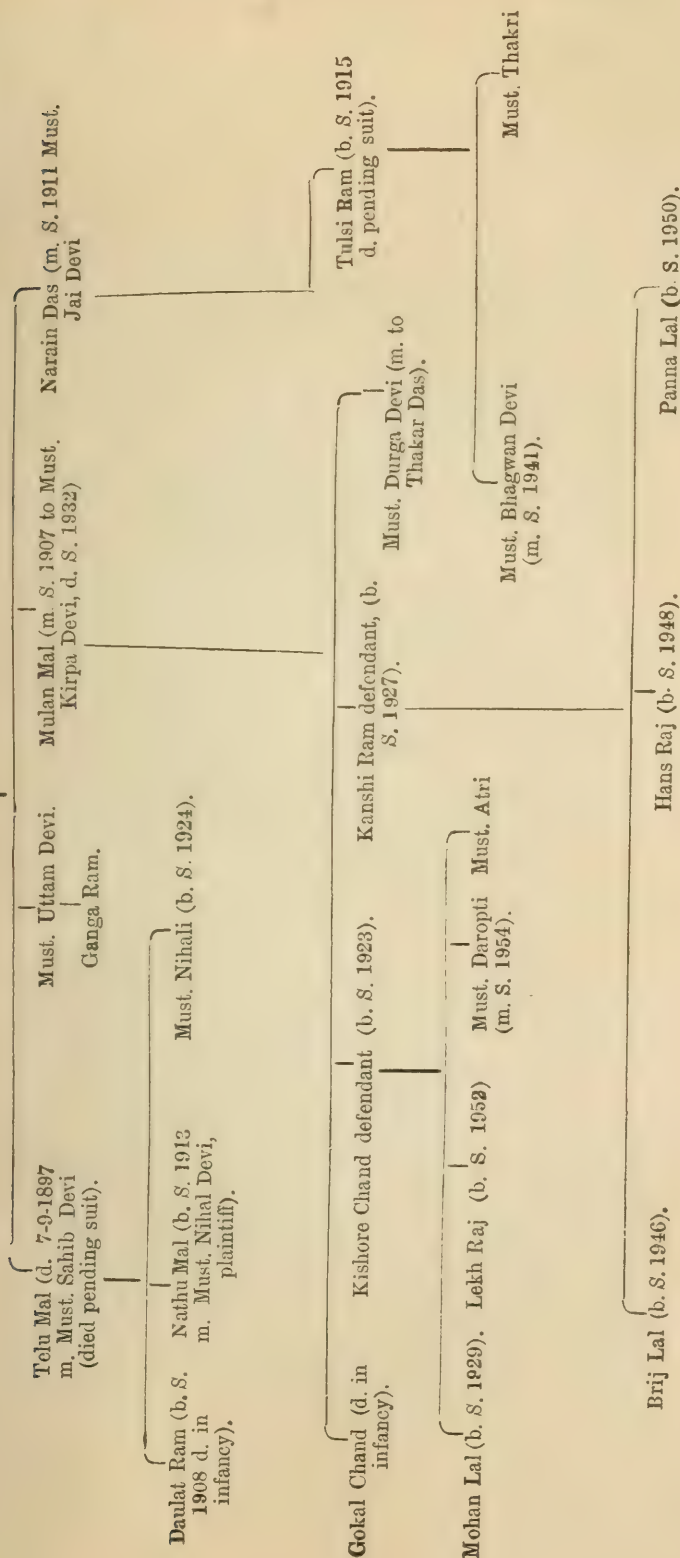 Telu Mal (d. 7-9-1897
m. Must. Sahib Devi
(died pending suit).
Must. Uttam Devi.
Ganga Ram.
Mulan Mal (m. S. 1907 to Must.
Kirpa Devi, d. S. 1932)
Narain Das (m. S. 1911 Must.
Jai Devi
Daulat Ram (b. S.
1908 d. in
infancy).
Nathu Mal (b. S. 1913
m. Must. Nihal Devi,
plaintiff).
Must. Nihali (b. S. 1924).
Tulsi Ram (b. S. 1915
d. pending suit).
Gokal Chand (d. in
infancy).
Kishore Chand defendant (b. S. 1923).
Kanshi Ram defendant, (b.
S. 1927).
Must. Durga Devi (m. to
Thakar Das).
Must. Bhagwan Devi
(m. S. 1941).
Must. Thakri
Mohan Lal (b. S. 1929).
Lekh Raj (b. S. 1952)
Must. Daropti
(m. S. 1954).
Must. Atri
Brij Lal (b. S. 1946).
Hans Raj (b. S. 1948).
Panna Lal (b. S. 1950).